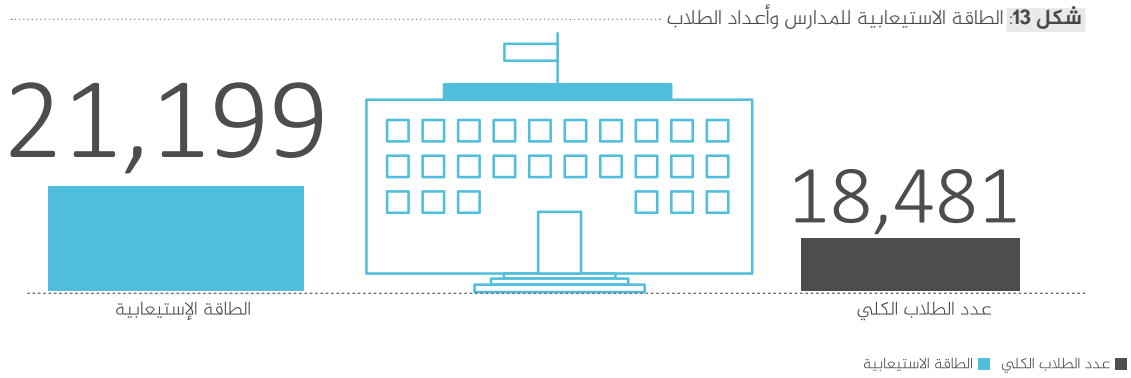 شكل 13: الطاقة الاستيعابية للمدارس وأعداد الطلاب
18,481
21,199
عدد الطلاب الكلي
الطاقة الإستيعابية
عدد الطلاب الكلي
الطاقة الاستيعابية